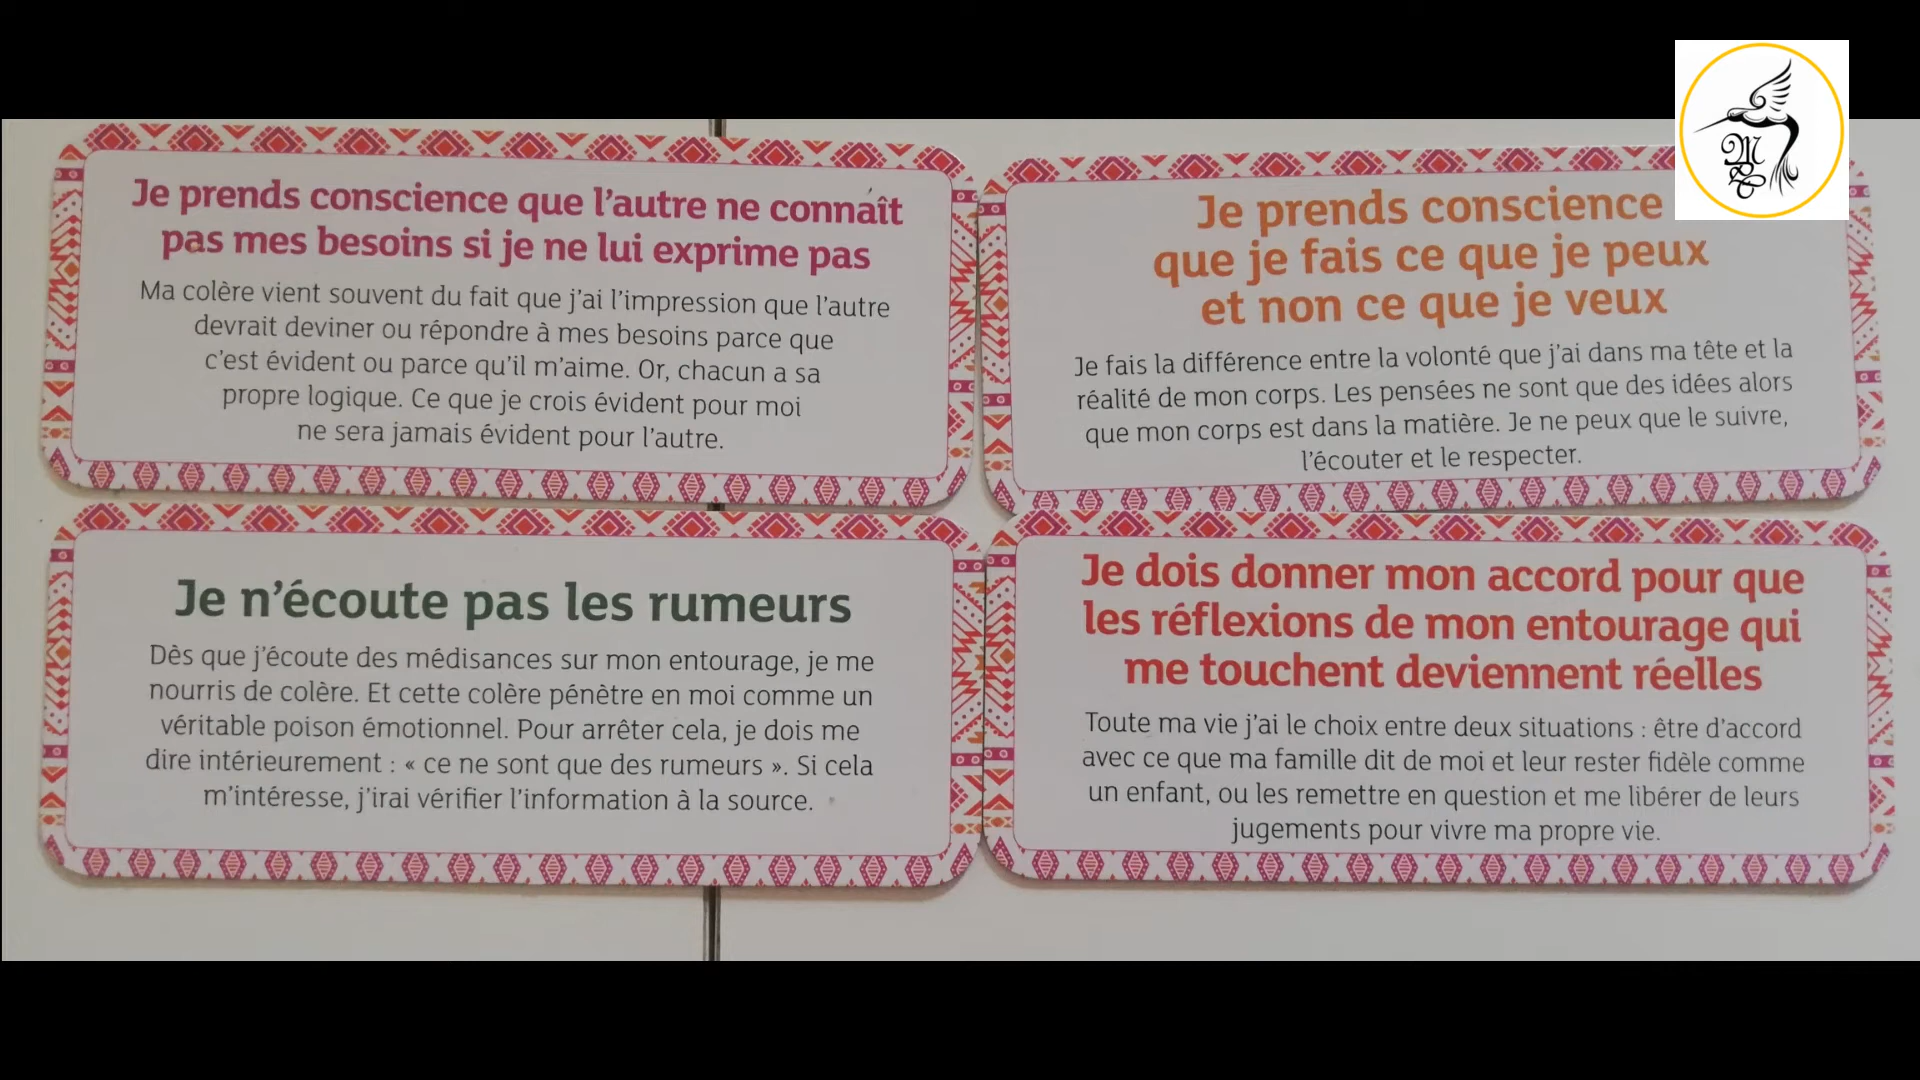 Je prends conscience que l'autre ne connaît
pas mes besoins si je ne lui exprime pas
Ma colère vient souvent du fait que j'ai l'impression que l'autre
devrait deviner ou répondre à mes besoins parce que
c'est évident ou parce qu'il m'aime. Or, chacun a sa
propre logique. Ce que je crois évident pour moi
ne sera jamais évident pour l'autre.
Je prends conscience
que je fais ce que je peux
et non ce que je veux
Je fais la différence entre la volonté que j'ai dans ma tête et la
réalité de mon corps. Les pensées ne sont que des idées alors
que mon corps est dans la matière. Je ne peux que le suivre,
l'écouter et le respecter.
Je n'écoute pas les rumeurs
Dès que j'écoute des médisances sur mon entourage, je me
nourris de colère. Et cette colère pénètre en moi comme un
véritable poison émotionnel. Pour arrêter cela, je dois me
dire intérieurement : « ce ne sont que des rumeurs ». Si cela
m'intéresse, j'irai vérifier l'information à la source.
Je dois donner mon accord pour que
les réflexions de mon entourage qui
me touchent deviennent réelles
Toute ma vie j'ai le choix entre deux situations : être d'accord
avec ce que ma famille dit de moi et leur rester fidèle comme
un enfant, ou les remettre en question et me libérer de leurs
jugements pour vivre ma propre vie.